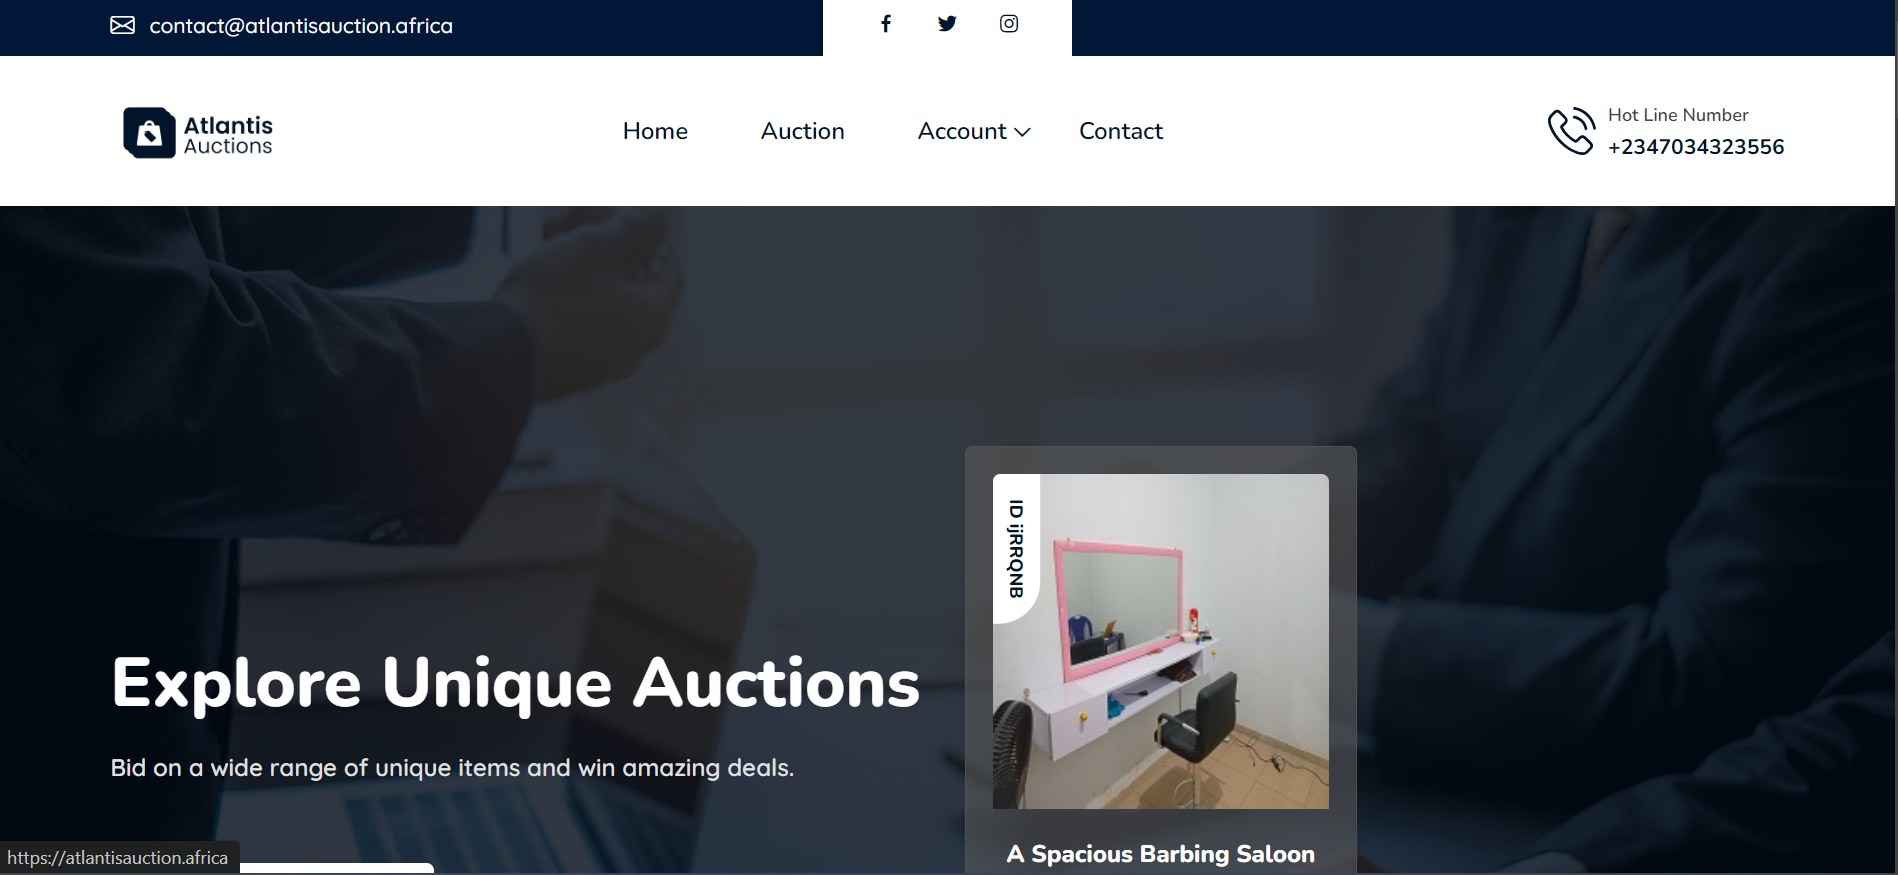 contact@atlantisauction.africa
Atlantis
Auctions
Home
Auction
Account
Contact
Hot Line Number
+2347034323556
ID ijRRQNB
Explore Unique Auctions
Bid on a wide range of unique items and win amazing deals.
A Spacious Barbing Saloon
https://atlantisauction.africa